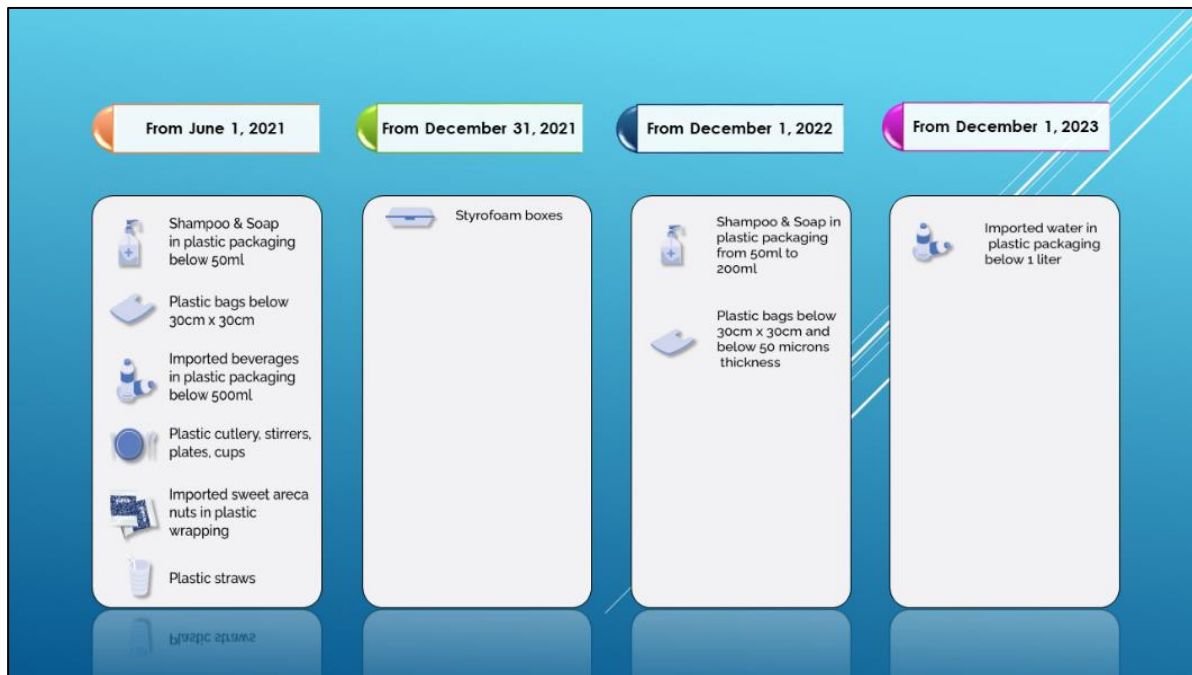 From June 1, 2021
Shampoo & Soap
in plastic packaging
below 50ml
Plastic bags below
30cm x 30cm
Imported beverages
in plastic packaging
below 500ml
Plastic cutlery, stirrers,
plates, cups
Imported sweet areca
nuts in plastic
wrapping
Plastic straws
From December 31, 2021
Styrofoam boxes
From December 1, 2022
Shampoo & Soap in
plastic packaging
from 50ml to
200ml
Plastic bags below
30cm x 30cm and
below 50 microns
thickness
From December 1, 2023
Imported water in
plastic packaging
below 1 liter